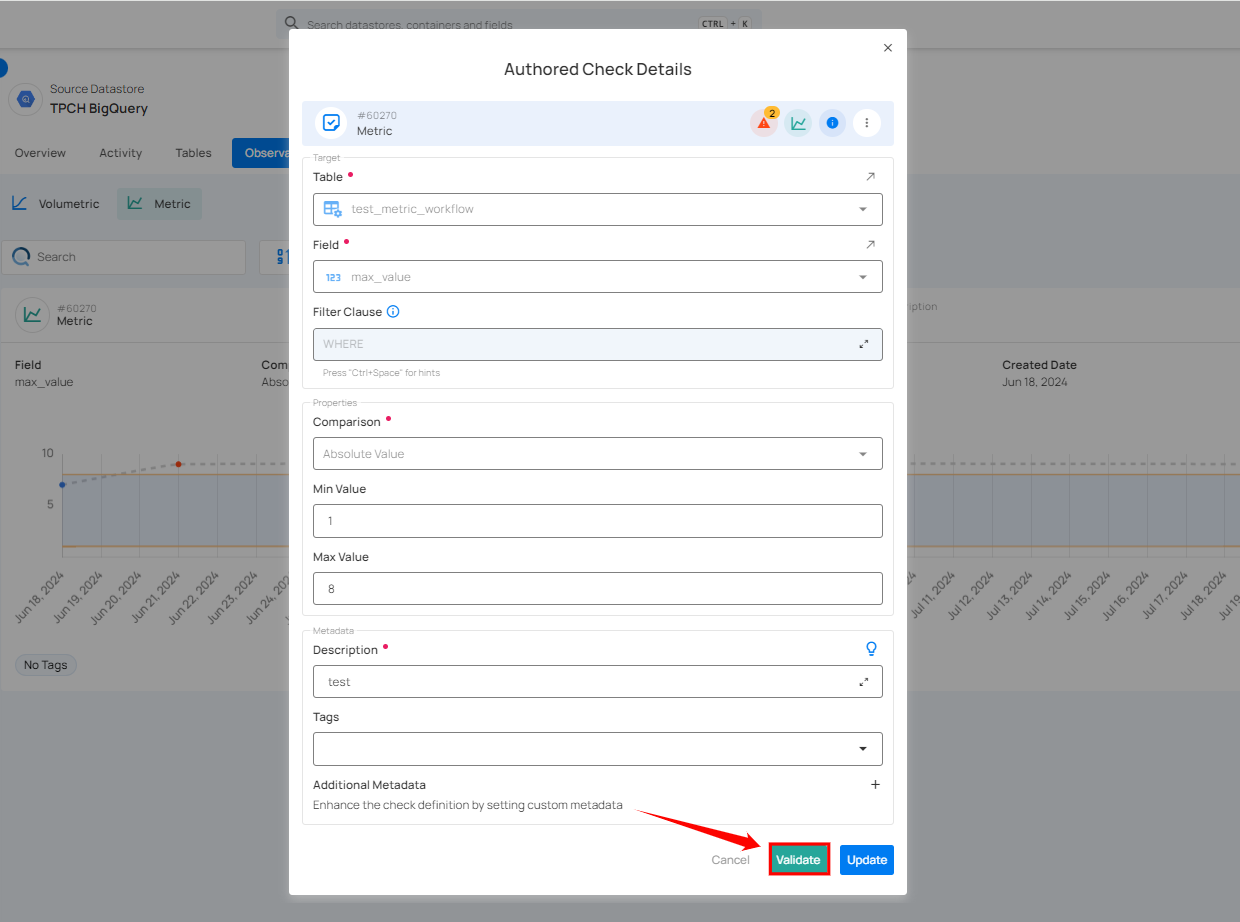 Search datastores, containers and fields CTRL + K
Source Datastore
TPCH BigQuery
Overview Activity Tables Observa
Volumetric Metric
Search
#60270
Metric
Field
max_value
Com
Abso
ription
Created Date
Jun 18, 2024
10
5
Jun 18, 2024
Jun 19, 2024
Jun 20, 2024
Jun 21, 2024
Jun 22, 2024
Jun 23, 2024
Jun 24, 202
Jul 11, 2024
Jul 12, 2024
Jul 13, 2024
Jul 14, 2024
Jul 15, 2024
Jul 16, 2024
Jul 17, 2024
Jul 18, 2024
Jul 19
No Tags
Authored Check Details
#60270
Metric
2
Target
Table
test_metric_workflow
Field
123 max_value
Filter Clause
WHERE
Press "Ctrl+Space" for hints
Properties
Comparison
Absolute Value
Min Value
1
Max Value
8
Metadata
Description
test
Tags
Additional Metadata +
Enhance the check definition by setting custom metadata
Cancel Validate Update